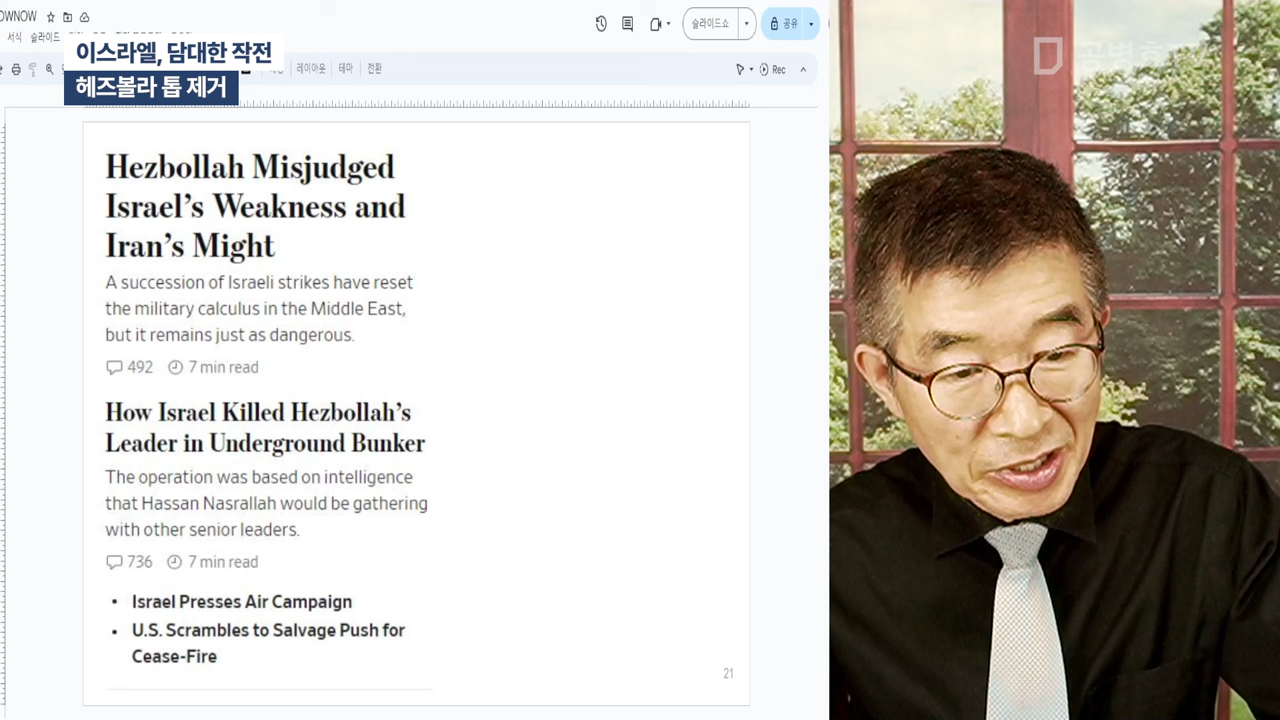 OWNOW
슬라이드쇼
공유
서식 슬라이드
이스라엘, 담대한 작전
헤즈볼라 톱 제거
레이아웃 테마 전환
Rec
Hezbollah Misjudged
Israel's Weakness and
Iran's Might
A succession of Israeli strikes have reset
the military calculus in the Middle East,
but it remains just as dangerous.
492 7 min read
How Israel Killed Hezbollah's
Leader in Underground Bunker
The operation was based on intelligence
that Hassan Nasrallah would be gathering
with other senior leaders.
736 7 min read
• Israel Presses Air Campaign
• U.S. Scrambles to Salvage Push for
Cease-Fire
21